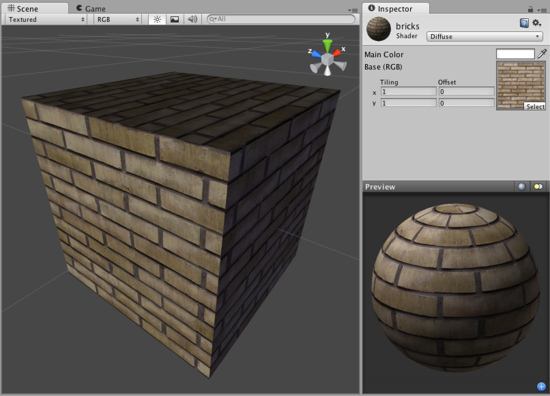 Scene
Game
Textured
RGB
All
y
x
z
Inspector
bricks
Shader
Diffuse
Main Color
Base (RGB)
Tiling
Offset
x
1
0
y
1
0
Select
Preview